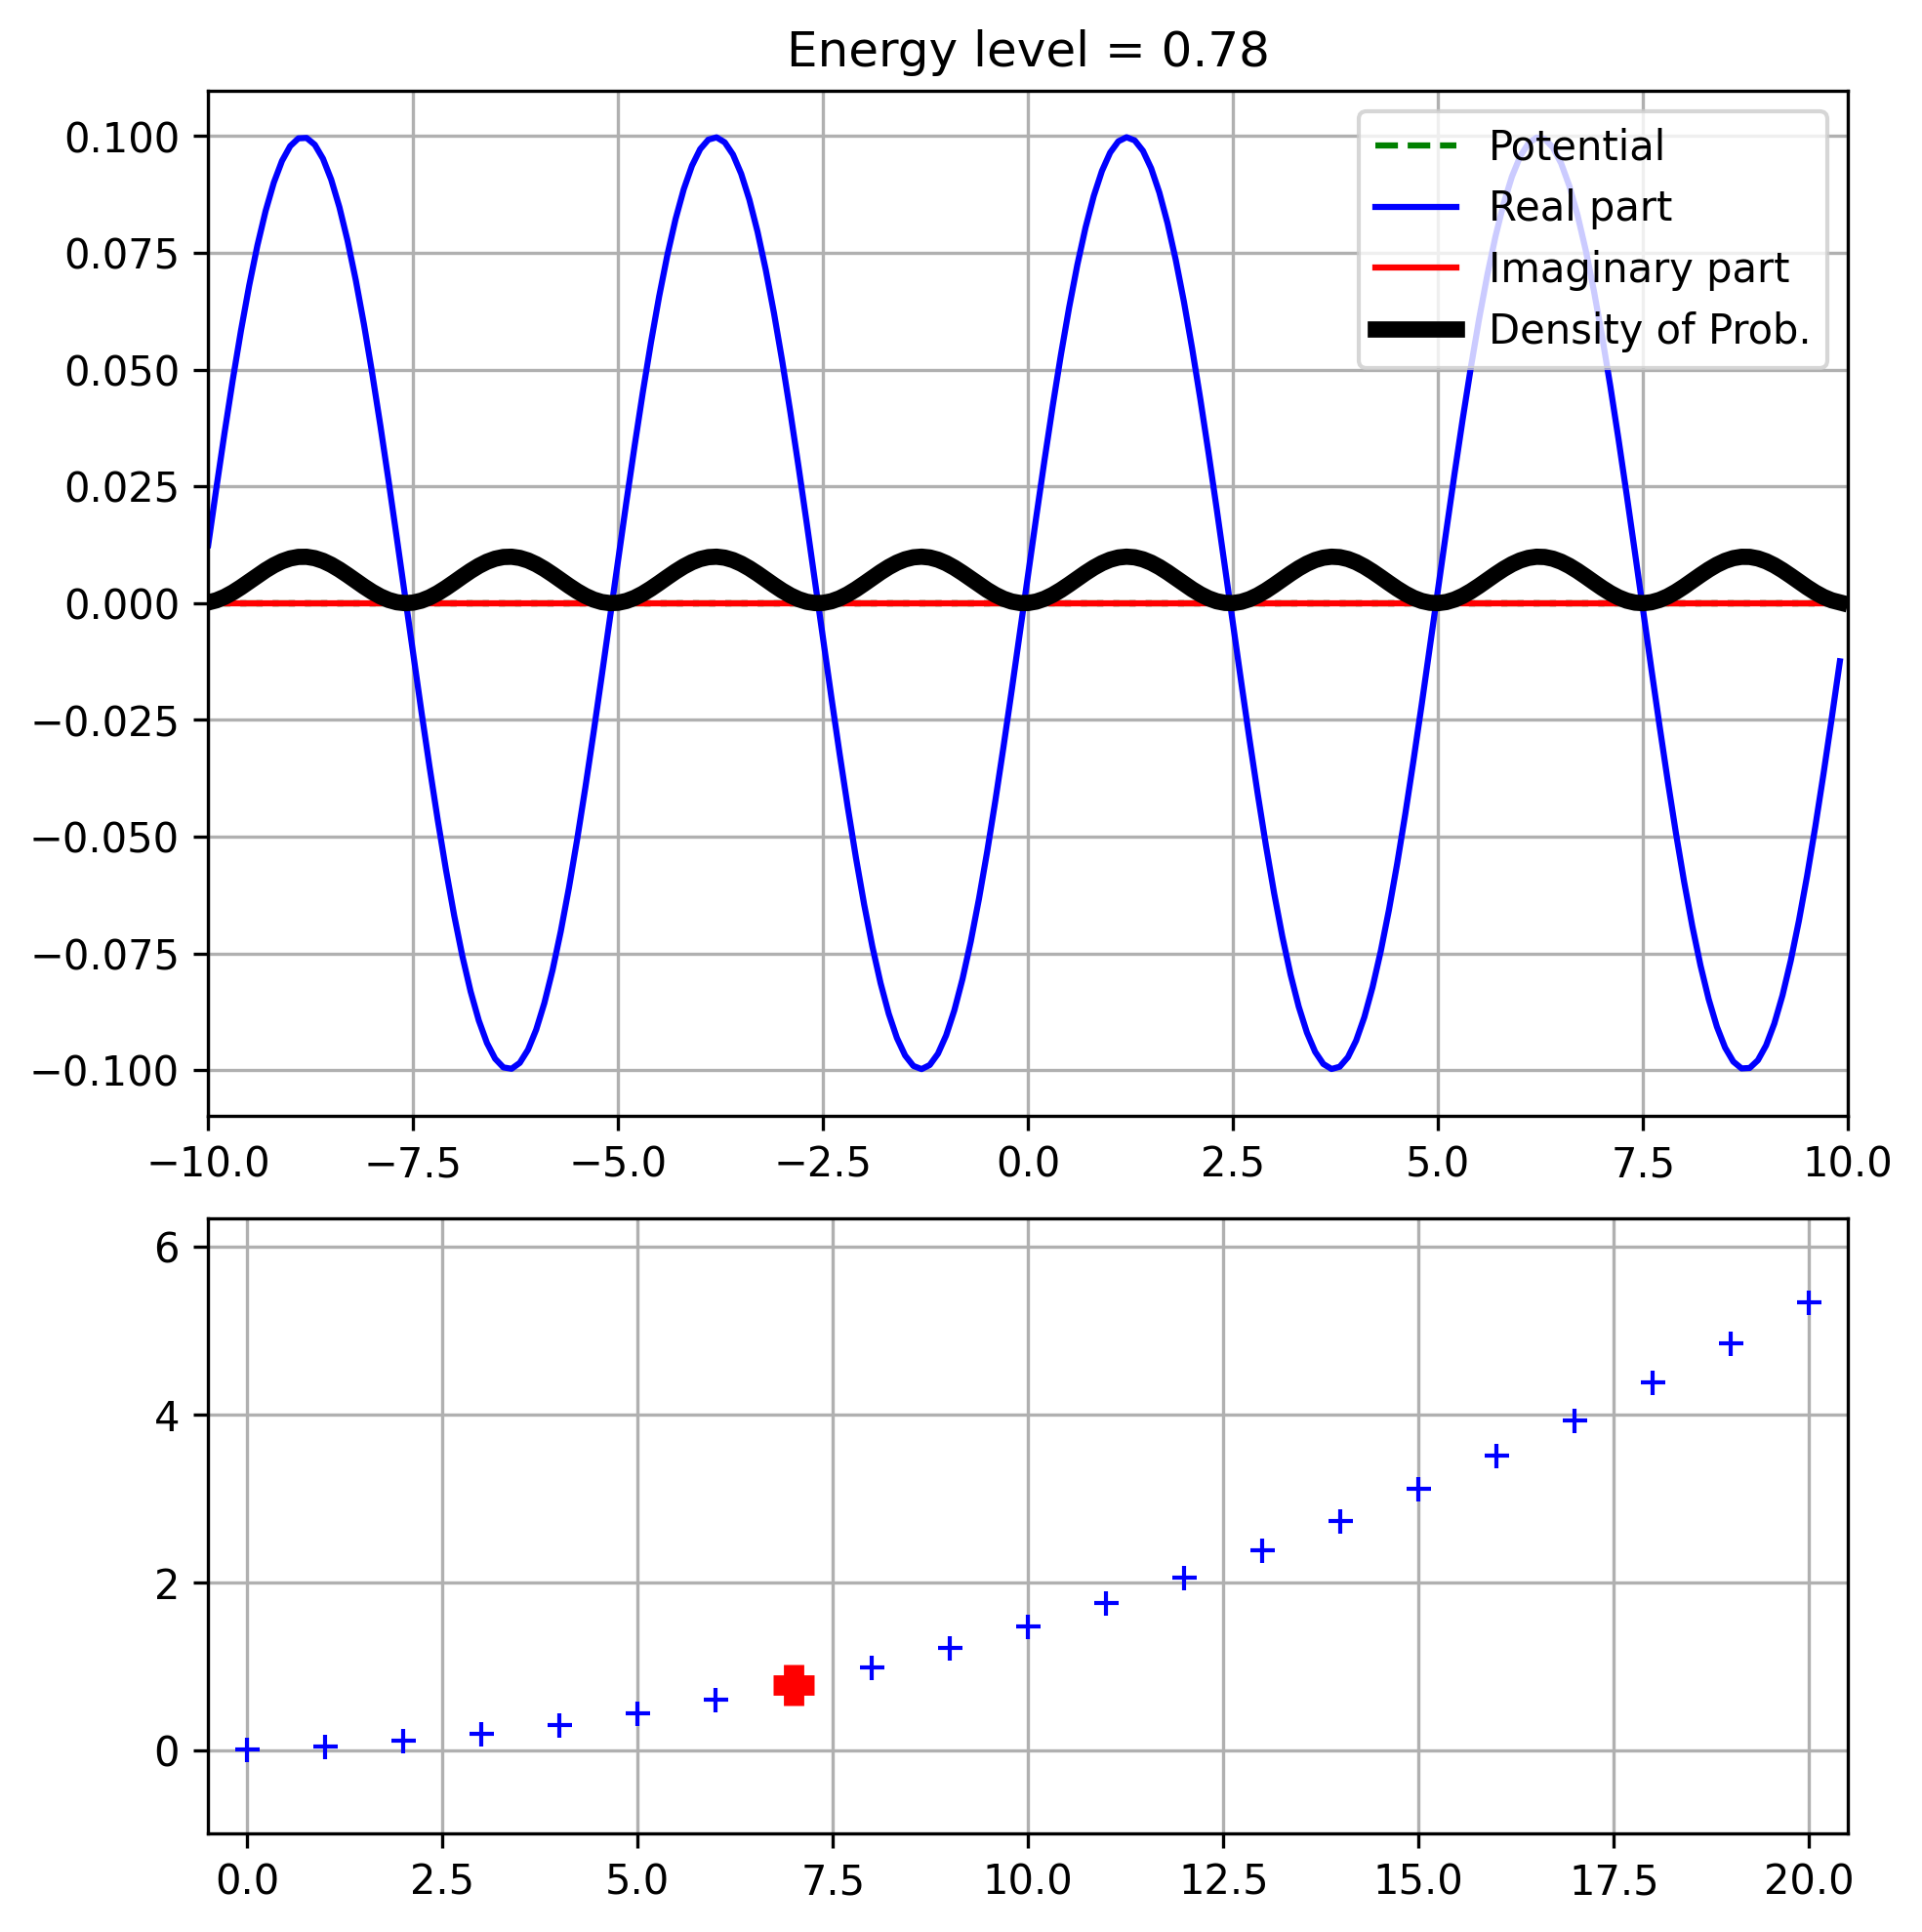 Energy level = 0.78
0.100
0.075
0.050
0.025
0.000
−0.025
−0.050
−0.075
−0.100
Potential
Real part
Imaginary part
Density of Prob.
−10.0 −7.5 −5.0 −2.5 0.0 2.5 5.0 7.5 10.0
6
4
2
0
0.0 2.5 5.0 7.5 10.0 12.5 15.0 17.5 20.0